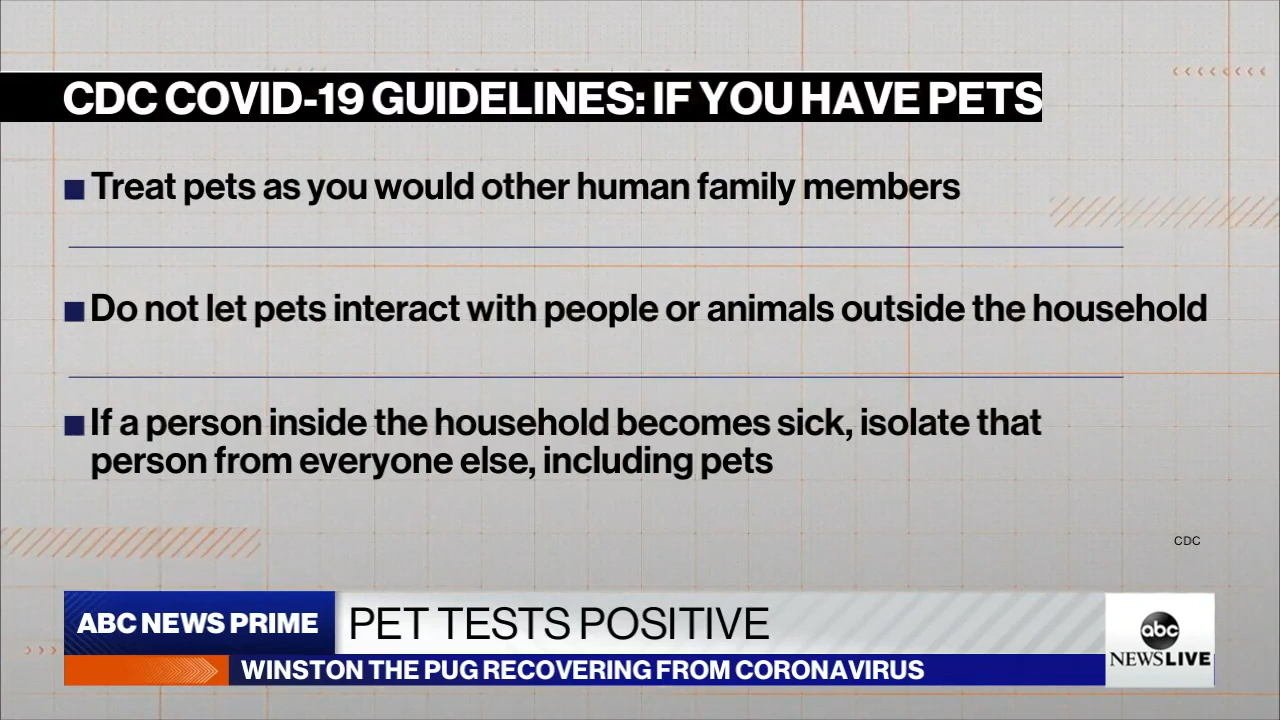 CDC COVID-19 GUIDELINES: IF YOU HAVE PETS
Treat pets as you would other human family members
Do not let pets interact with people or animals outside the household
If a person inside the household becomes sick, isolate that
person from everyone else, including pets
CDC
ABC NEWS PRIME
PET TESTS POSITIVE
WINSTON THE PUG RECOVERING FROM CORONAVIRUS
abc
NEWSLIVE